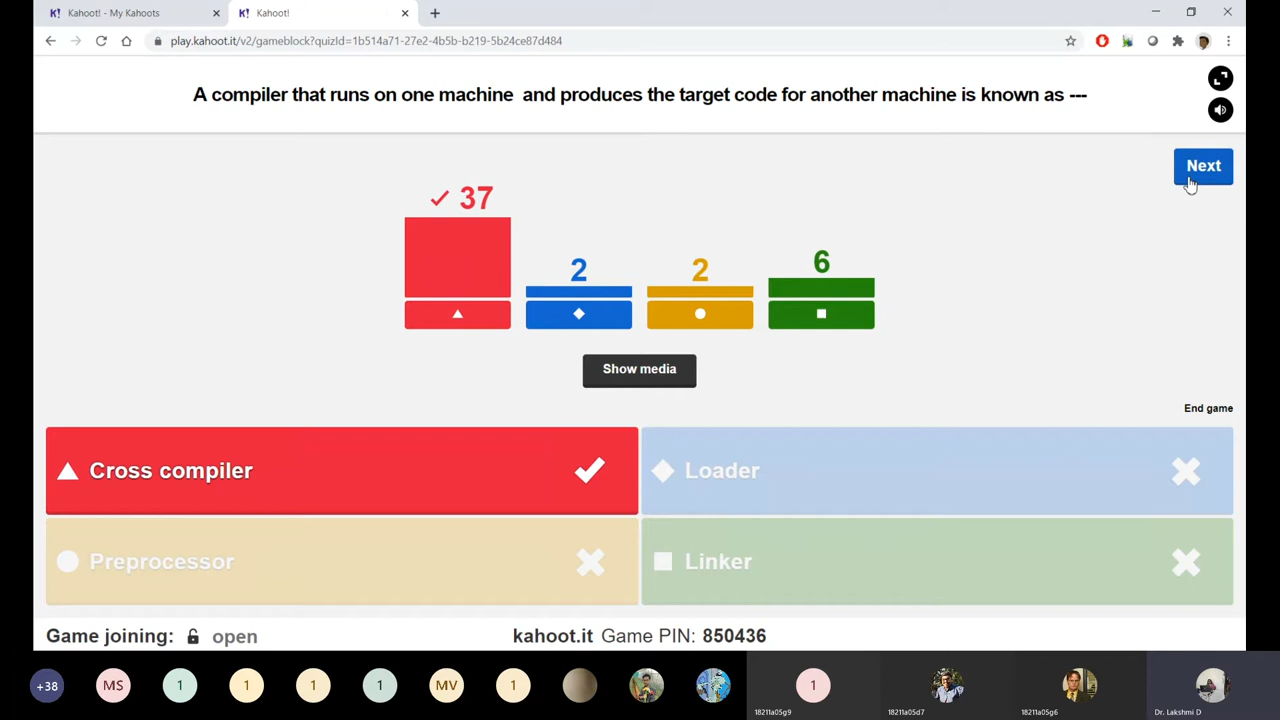 K! Kahoot! - My Kahoots
K! Kahoot!
play.kahoot.it/v2/gameblock?quizId=1b514a71-27e2-4b5b-b219-5b24ce87d484
A compiler that runs on one machine and produces the target code for another machine is known as ---
Next
37
2
2
6
Show media
End game
Cross compiler
Loader
Preprocessor
Linker
Game joining: open
kahoot.it Game PIN: 850436
+38
MS
1
1
1
1
MV
1
1
18211a05g9
18211a05d7
18211a05g6
Dr. Lakshmi D